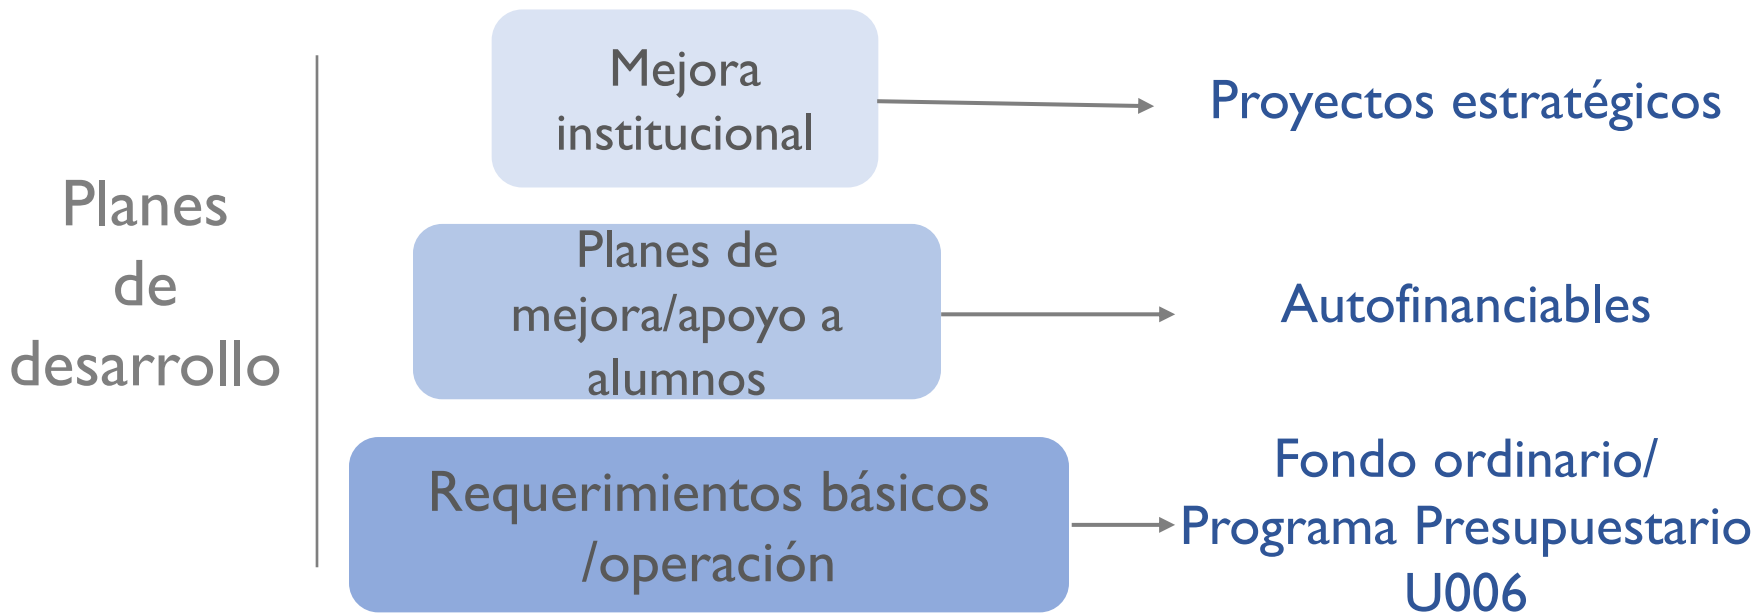 Planes
de
desarrollo
Mejora
institucional
Proyectos estratégicos
Planes de
mejora/apoyo a
alumnos
Autofinanciables
Requerimientos básicos
/operación
Fondo ordinario/
Programa Presupuestario
U006